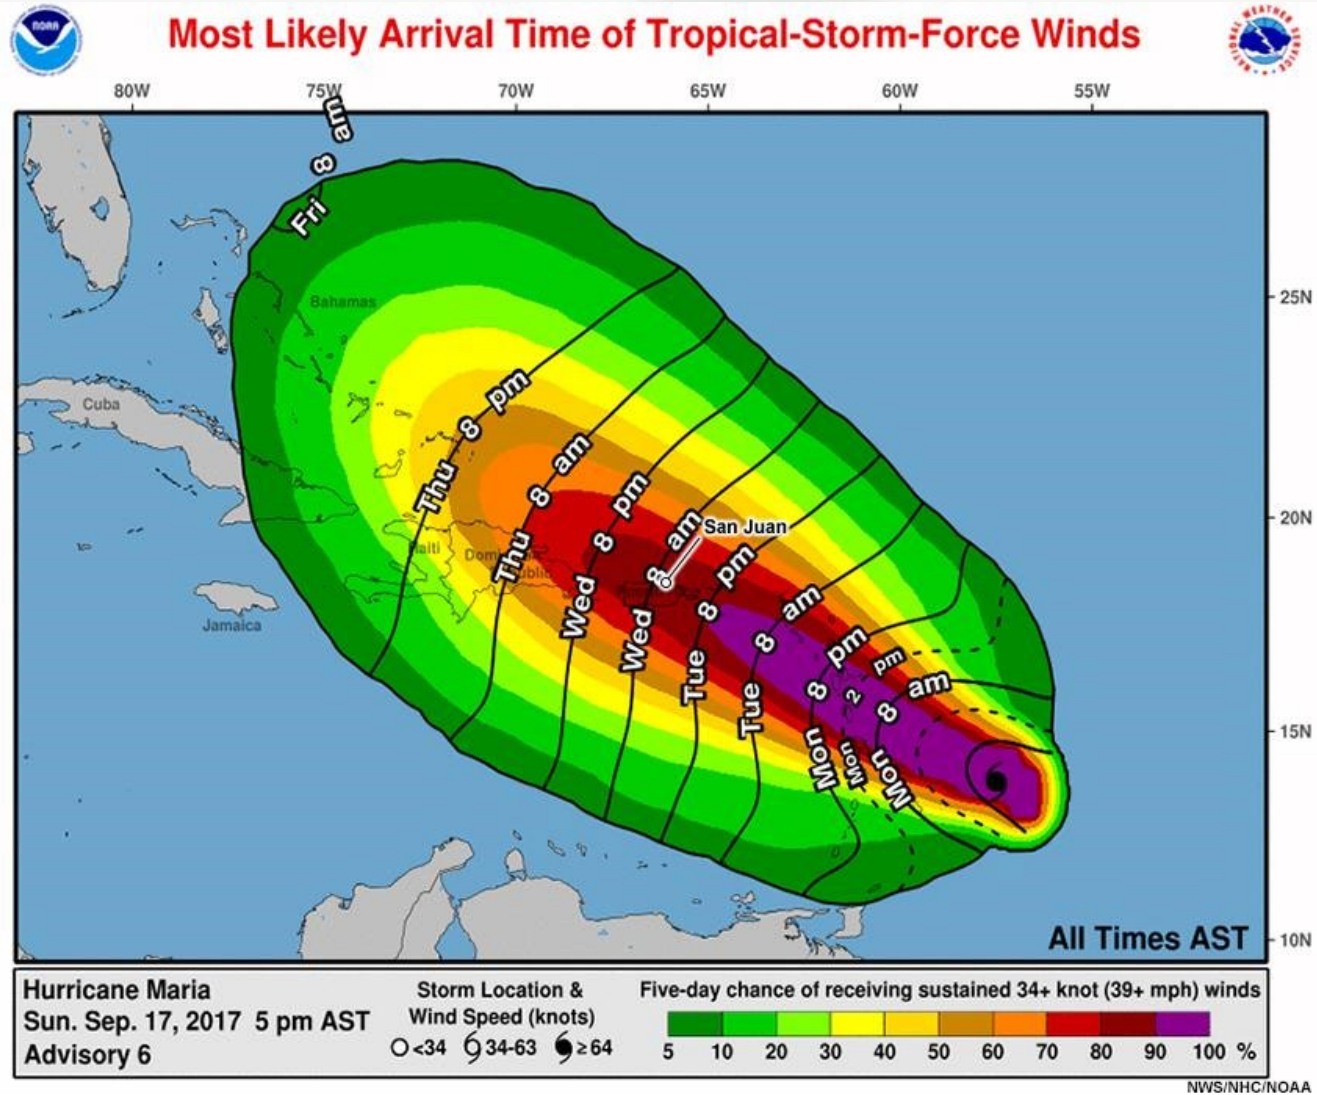 NOAA
Most Likely Arrival Time of Tropical-Storm-Force Winds
NATIONAL WEATHER SERVICE
80W 75W 70W 65W 60W 55W
8 am
Fri
Bahamas
25N
Cuba
Thu 8 pm
Thu 8 am
Wed 8 pm
Wed 8 am
San Juan
20N
Tue 8 pm
Tue 8 am
Mon 8 pm
Mon 2 pm
Mon 8 am
Haiti
Jamaica
15N
All Times AST
10N
Hurricane Maria
Sun. Sep. 17, 2017 5 pm AST
Advisory 6
Storm Location &
Wind Speed (knots)
<34 34-63 ≥64
Five-day chance of receiving sustained 34+ knot (39+ mph) winds
5 10 20 30 40 50 60 70 80 90 100 %
NWS/NHC/NOAA